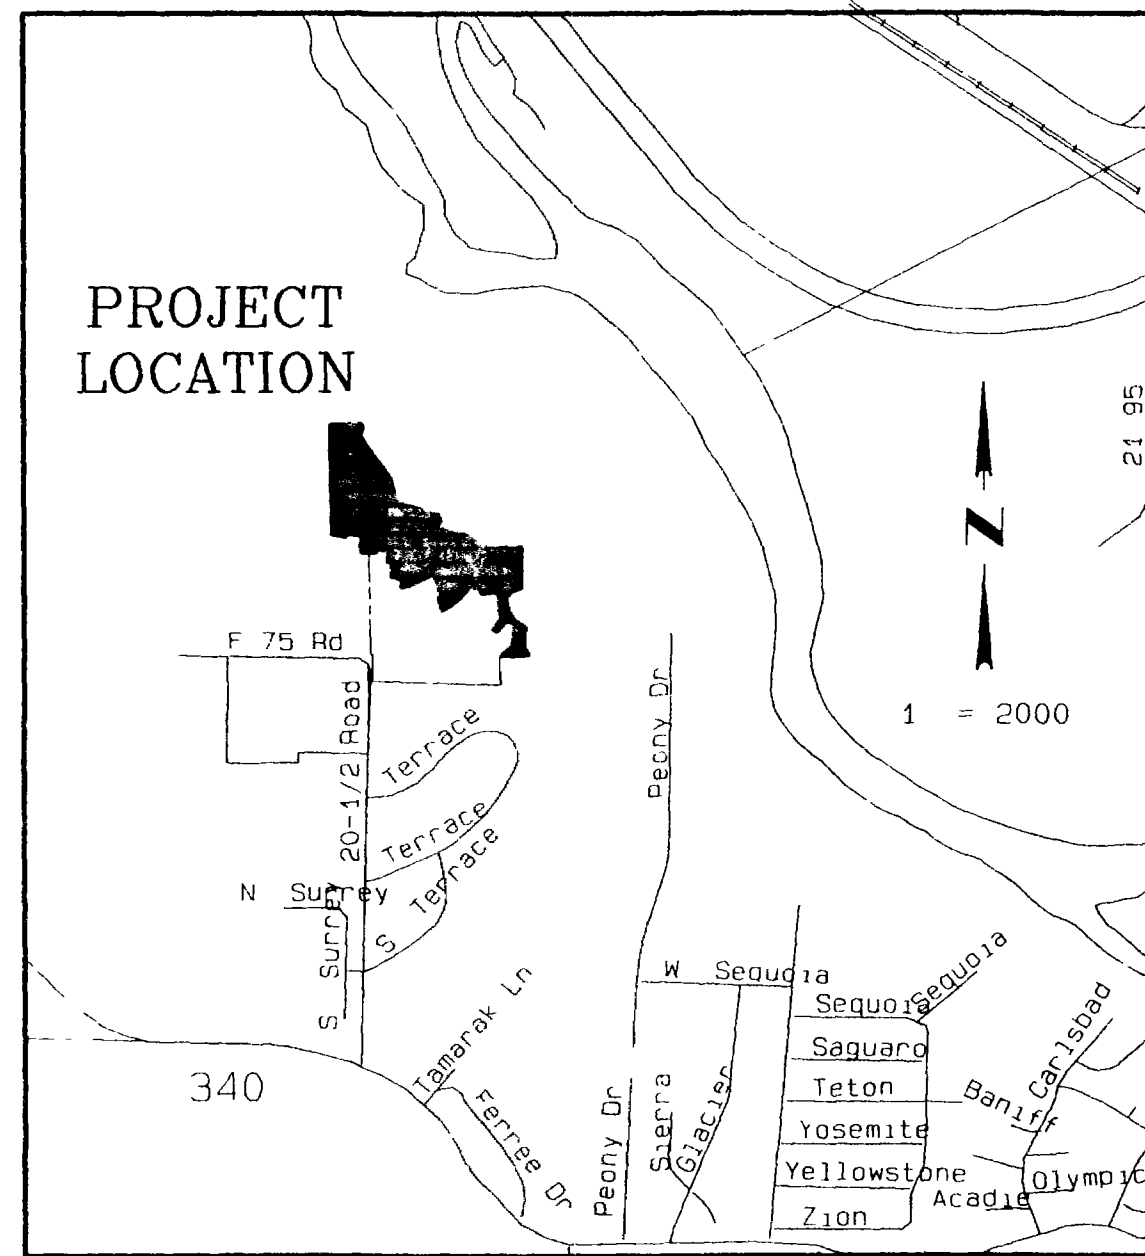 PROJECT
LOCATION
21 95
N
1 = 2000
F 75 Rd
20-1/2 Road
Terrace
Terrace
S Terrace
Peony Dr
N Surrey
S Surrey
W Sequoia
Sequoia
Sequoia
Saguaro
Teton
Yosemite
Yellowstone
Zion
Baniff
Carlsbad
Olympic
Acadie
Tamarak Ln
Ferree Dr
Peony Dr
Sierra
Glacier
340